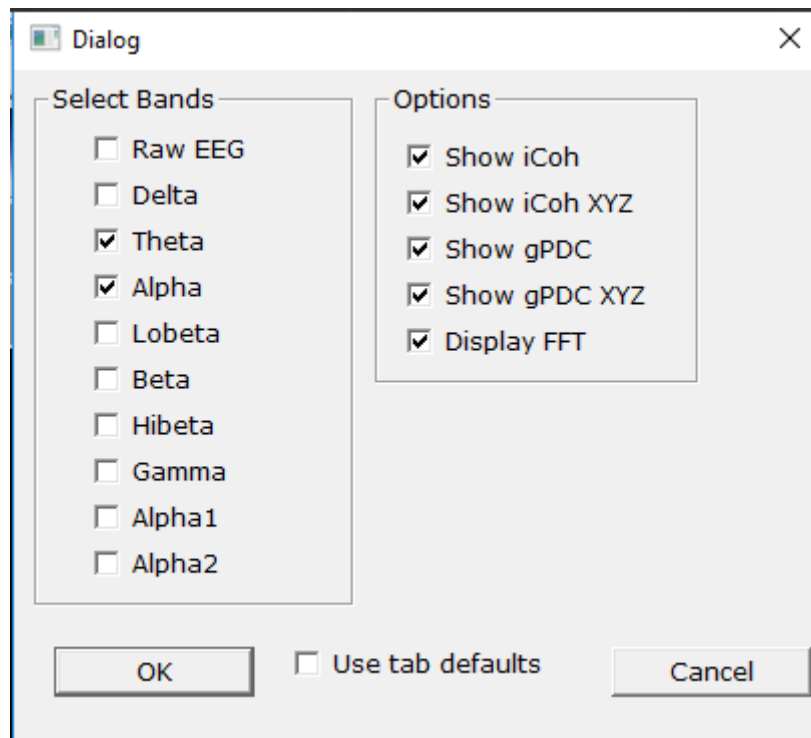 Dialog
Select Bands
Raw EEG
Delta
Theta
Alpha
Lobeta
Beta
Hibeta
Gamma
Alpha1
Alpha2
Options
Show iCoh
Show iCoh XYZ
Show gPDC
Show gPDC XYZ
Display FFT
OK
Use tab defaults
Cancel